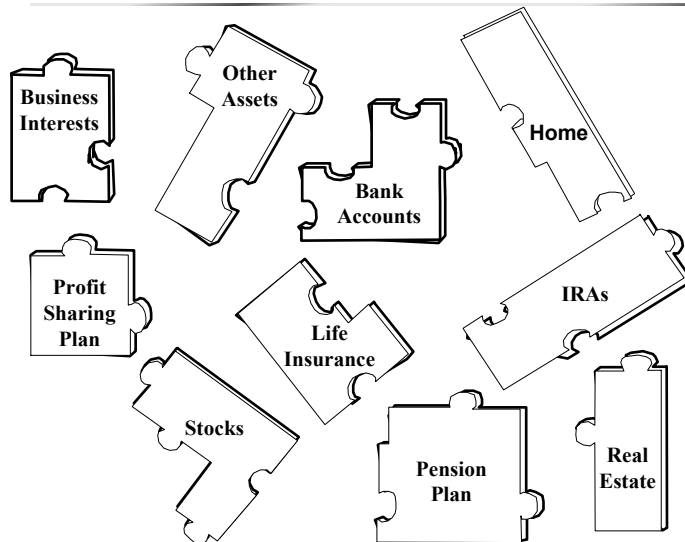 Business
Interests
Other
Assets
Bank
Accounts
Home
Profit
Sharing
Plan
Life
Insurance
IRAs
Stocks
Pension
Plan
Real
Estate